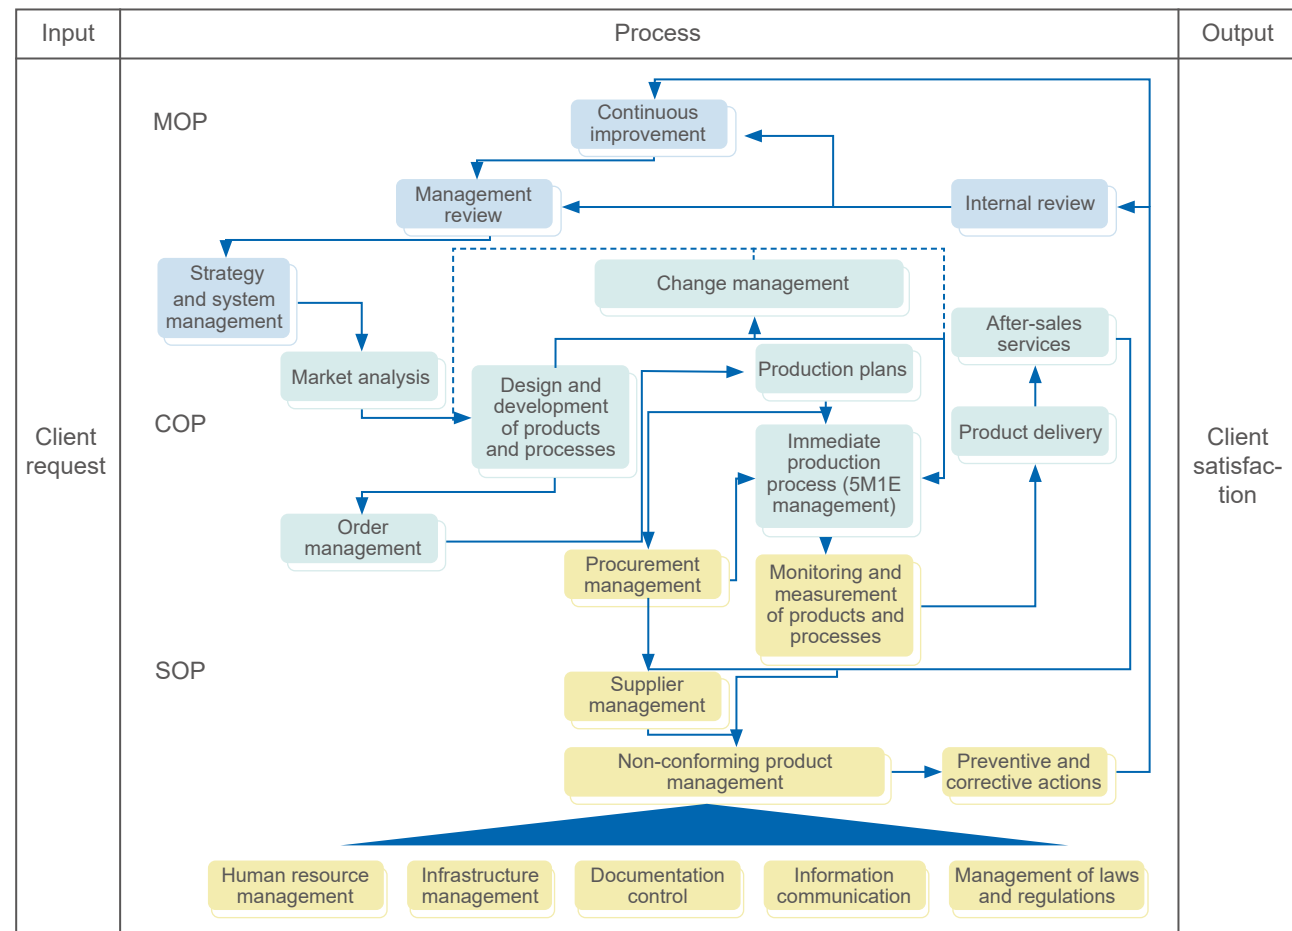 Input
Process
Output
MOP
Continuous
improvement
Management
review
Internal review
Strategy
and system
management
Change management
After-sales
services
Market analysis
Design and
development
of products
and processes
Production plans
COP
Client
request
Immediate
production
process (5M1E
management)
Product delivery
Client
satisfac-
tion
Order
management
Procurement
management
Monitoring and
measurement
of products and
processes
SOP
Supplier
management
Non-conforming product
management
Preventive and
corrective actions
Human resource
management
Infrastructure
management
Documentation
control
Information
communication
Management of laws
and regulations